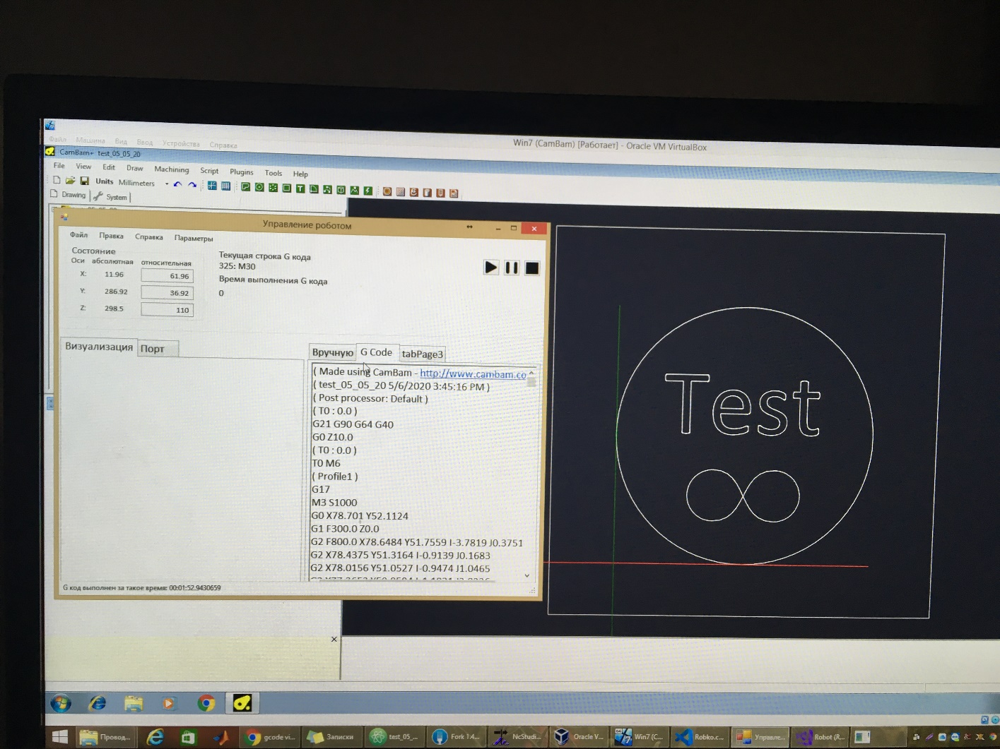 Файл Машина Вид Ввод Устройства Справка
Win7 (CamBam) [Работает] - Oracle VM VirtualBox
CamBam+ test_05_05_20
File View Edit Draw Machining Script Plugins Tools Help
Units Millimeters
Drawing System
Управление роботом
Файл Правка Справка Параметры
Состояние
Оси абсолютная относительная
X: 11.96 61.96
Y: 286.92 36.92
Z: 298.5 110
Текущая строка G кода
325: M30
Время выполнения G кода
0
Визуализация Порт
Вручную G Code tabPage3
( Made using CamBam - http://www.cambam.co
( test_05_05_20 5/6/2020 3:45:16 PM )
( Post processor: Default )
( T0 : 0.0 )
G21 G90 G64 G40
G0 Z10.0
( T0 : 0.0 )
T0 M6
( Profile1 )
G17
M3 S1000
G0 X78.701 Y52.1124
G1 F300.0 Z0.0
G2 F800.0 X78.6484 Y51.7559 I-3.7819 J0.3751
G2 X78.4375 Y51.3164 I-0.9139 J0.1683
G2 X78.0156 Y51.0527 I-0.9474 J1.0465
G код выполнен за такое время: 00:01:52.9430659
Test
Провод... gcode vi... Записки test_05_... Fork 1.4... NcStudi... Oracle V... Win7 (C... Robko.c... Управле... Robot (R...